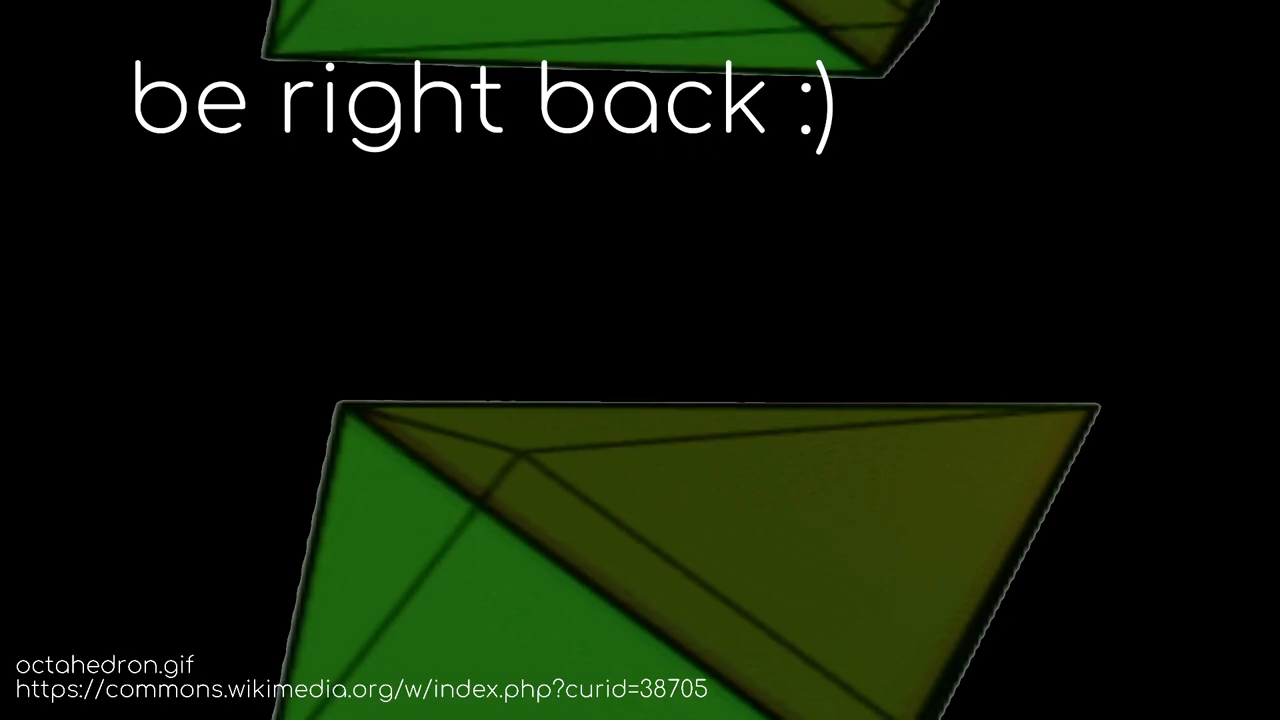 be right back :)
octahedron.gif
https://commons.wikimedia.org/w/index.php?curid=38705